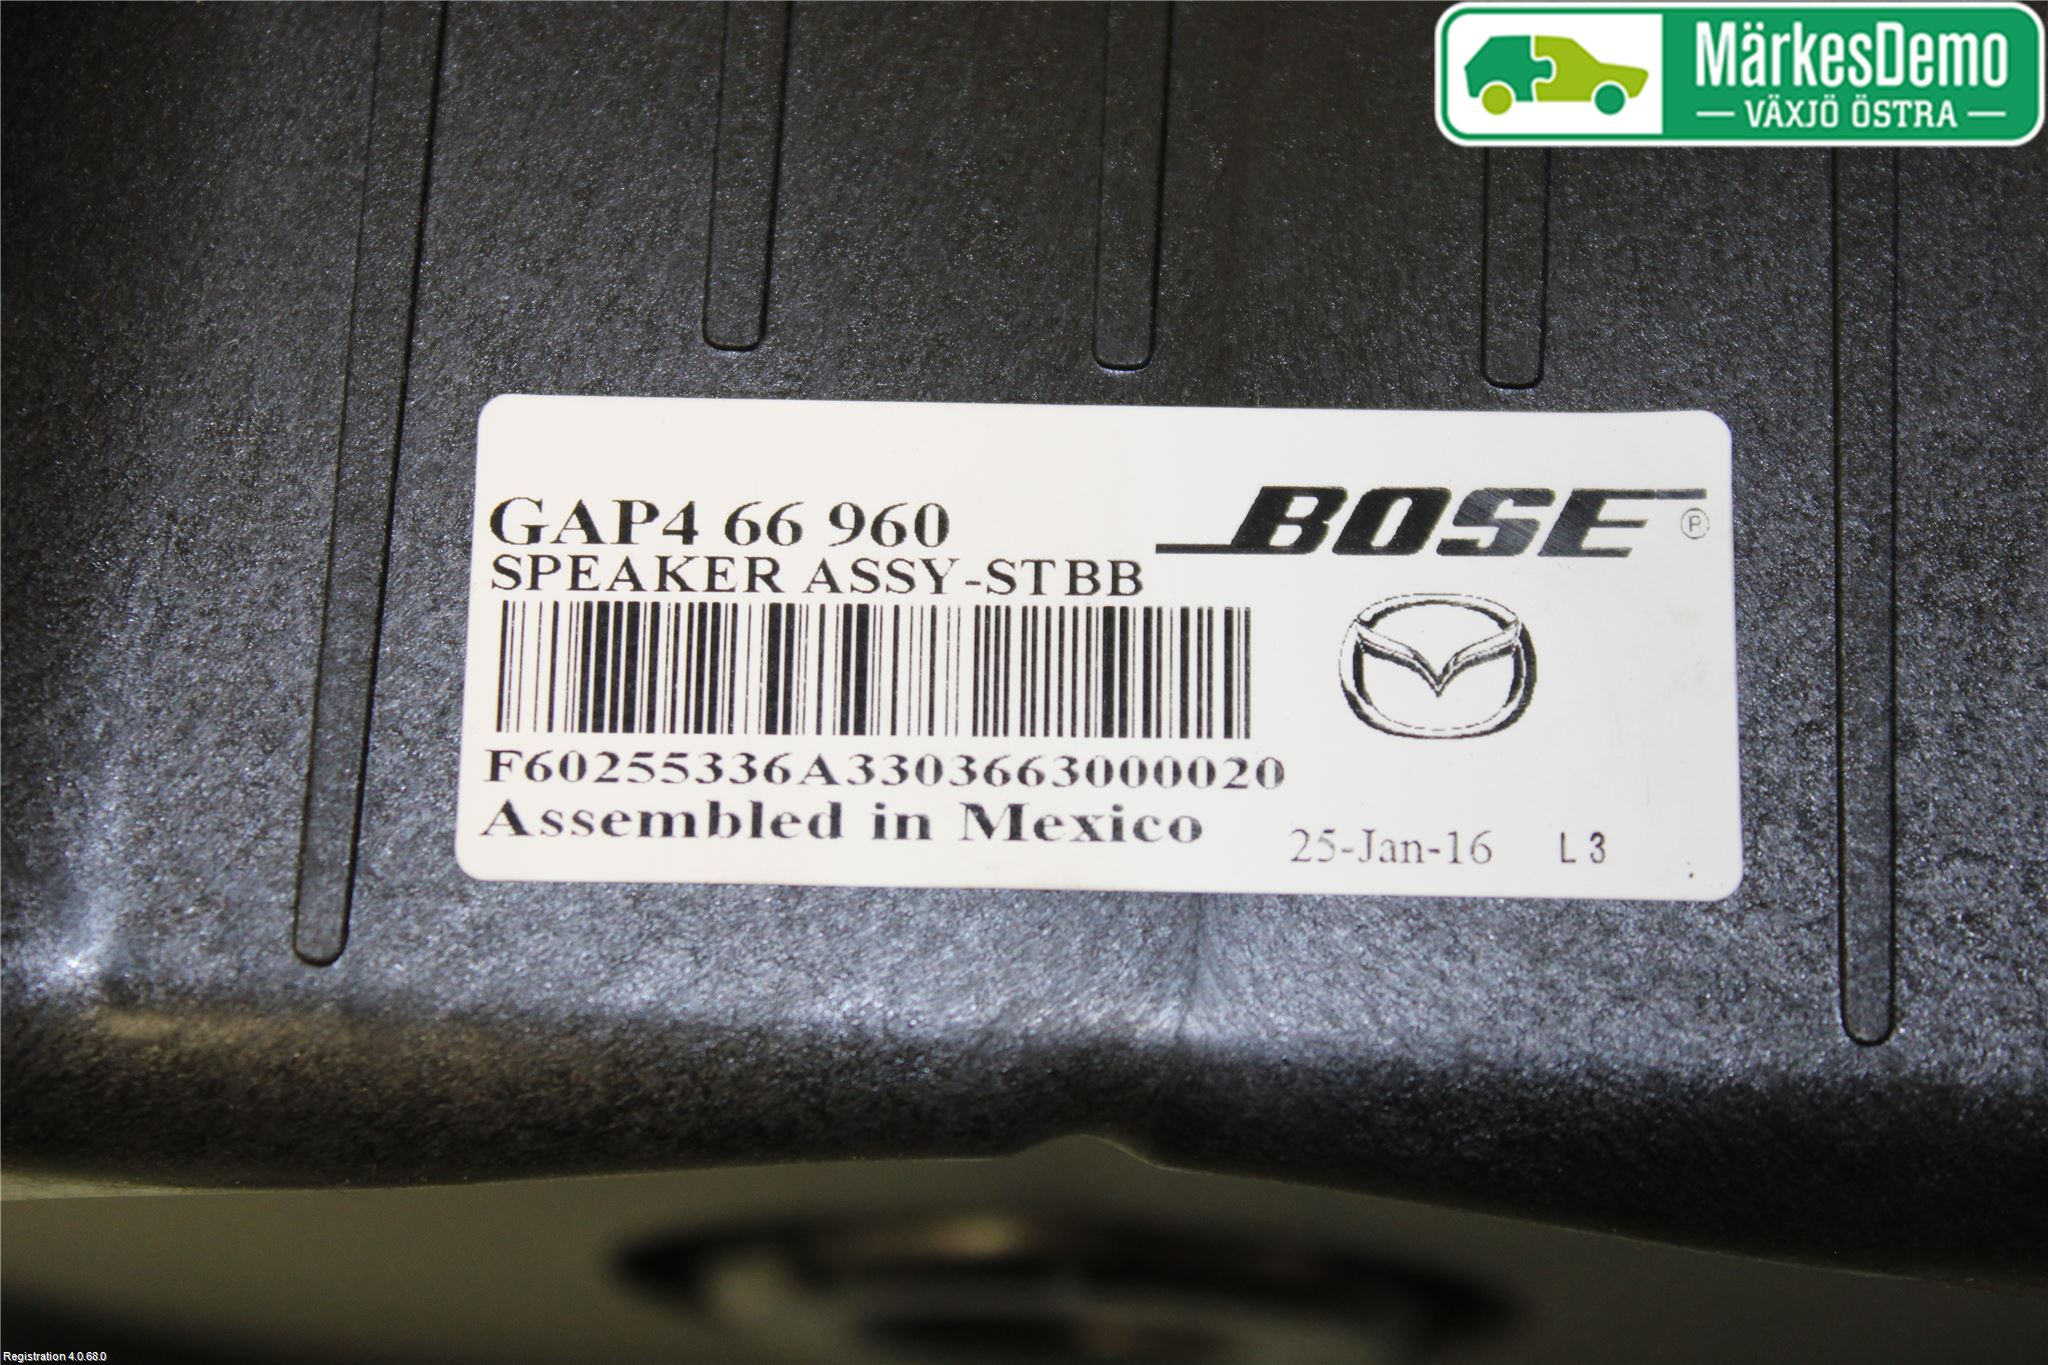 MärkesDemo
VÄXJÖ ÖSTRA
GAP4 66 960
BOSE ®
SPEAKER ASSY-STBB
F60255336A3303663000020
Assembled in Mexico
25-Jan-16 L3
Registration 4.0.68.0